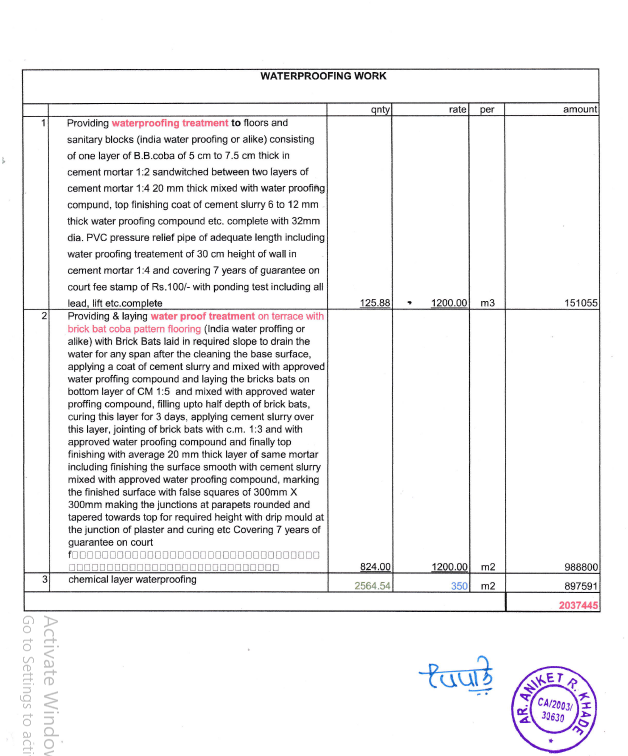 WATERPROOFING WORK
qnty rate per amount
1 Providing waterproofing treatment to floors and
sanitary blocks (india water proofing or alike) consisting
of one layer of B.B.coba of 5 cm to 7.5 cm thick in
cement mortar 1:2 sandwitched between two layers of
cement mortar 1:4 20 mm thick mixed with water proofing
compund, top finishing coat of cement slurry 6 to 12 mm
thick water proofing compound etc. complete with 32mm
dia. PVC pressure relief pipe of adequate length including
water proofing treatement of 30 cm height of wall in
cement mortar 1:4 and covering 7 years of guarantee on
court fee stamp of Rs.100/- with ponding test including all
lead, lift etc.complete 125.88 1200.00 m3 151055
2 Providing & laying water proof treatment on terrace with
brick bat coba pattern flooring (India water proffing or
alike) with Brick Bats laid in required slope to drain the
water for any span after the cleaning the base surface,
applying a coat of cement slurry and mixed with approved
water proffing compound and laying the bricks bats on
bottom layer of CM 1:5 and mixed with approved water
proffing compound, filling upto half depth of brick bats,
curing this layer for 3 days, applying cement slurry over
this layer, jointing of brick bats with c.m. 1:3 and with
approved water proofing compound and finally top
finishing with average 20 mm thick layer of same mortar
including finishing the surface smooth with cement slurry
mixed with approved water proofing compound, marking
the finished surface with false squares of 300mm X
300mm making the junctions at parapets rounded and
tapered towards top for required height with drip mould at
the junction of plaster and curing etc Covering 7 years of
guarantee on court
f
824.00 1200.00 m2 988800
3 chemical layer waterproofing 2564.54 350 m2 897591
2037445
Activate Window
Go to Settings to acti
AR. ANIKET R. KHADE
CA/2003/
30630